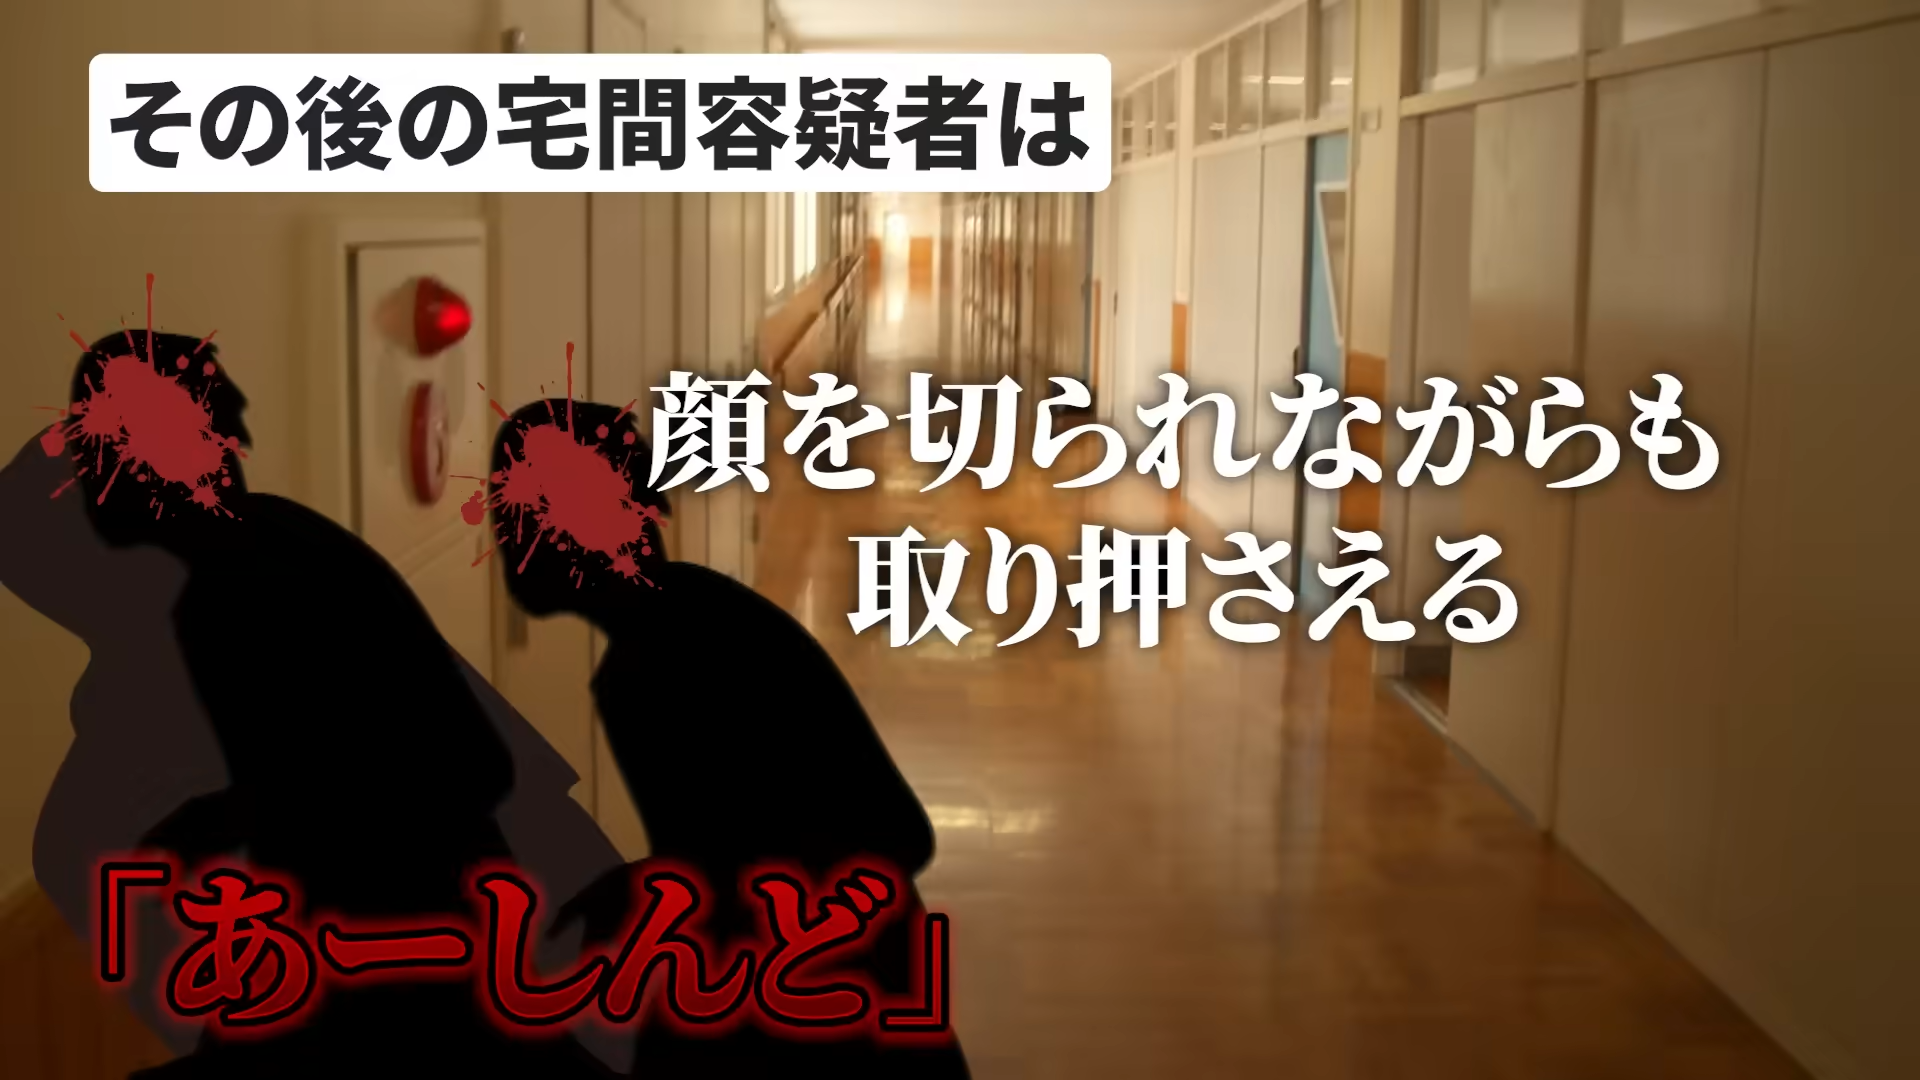 その後の宅間容疑者は
顔を切られながらも
取り押さえる
「あーしんど」